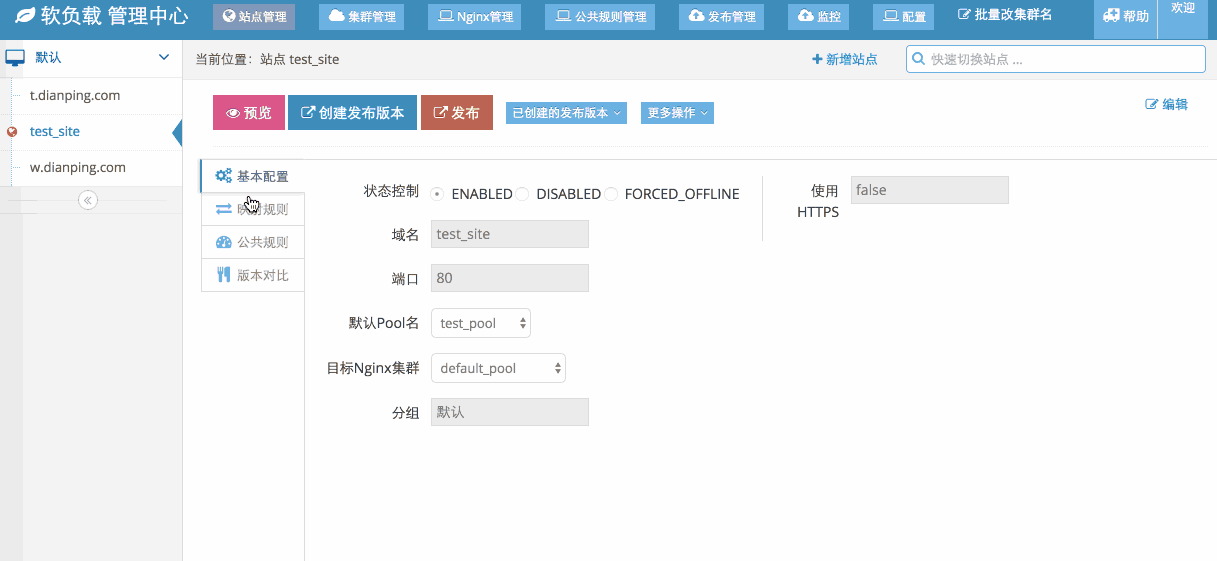 软负载 管理中心
站点管理
集群管理
Nginx管理
公共规则管理
发布管理
监控
配置
批量改集群名
帮助
欢迎
默认
t.dianping.com
test_site
w.dianping.com
当前位置：站点 test_site
新增站点
快速切换站点 ...
预览
创建发布版本
发布
已创建的发布版本
更多操作
编辑
基本配置
映射规则
公共规则
版本对比
状态控制
ENABLED
DISABLED
FORCED_OFFLINE
域名
test_site
端口
80
默认Pool名
test_pool
目标Nginx集群
default_pool
分组
默认
使用
HTTPS
false